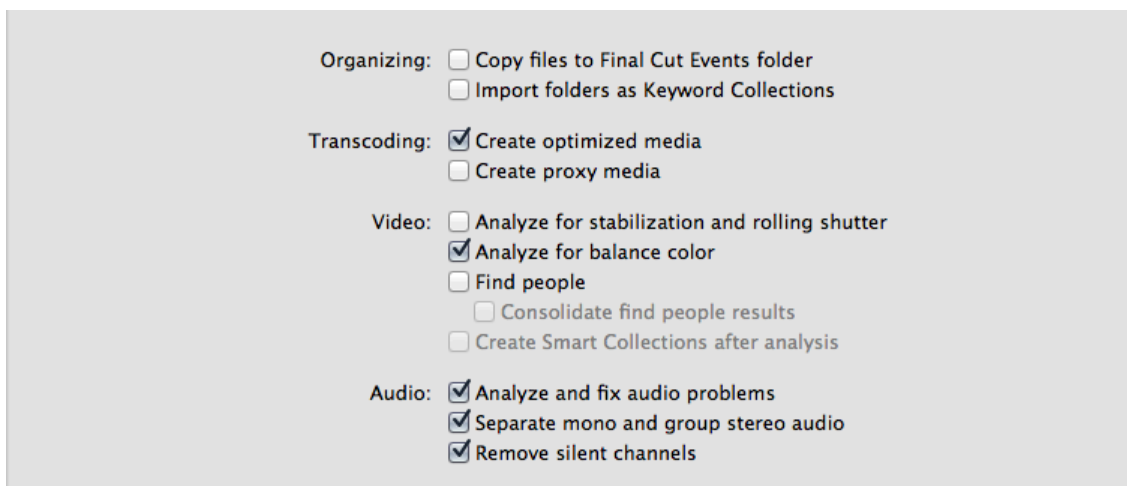 Organizing: Copy files to Final Cut Events folder
Import folders as Keyword Collections
Transcoding: Create optimized media
Create proxy media
Video: Analyze for stabilization and rolling shutter
Analyze for balance color
Find people
Consolidate find people results
Create Smart Collections after analysis
Audio: Analyze and fix audio problems
Separate mono and group stereo audio
Remove silent channels